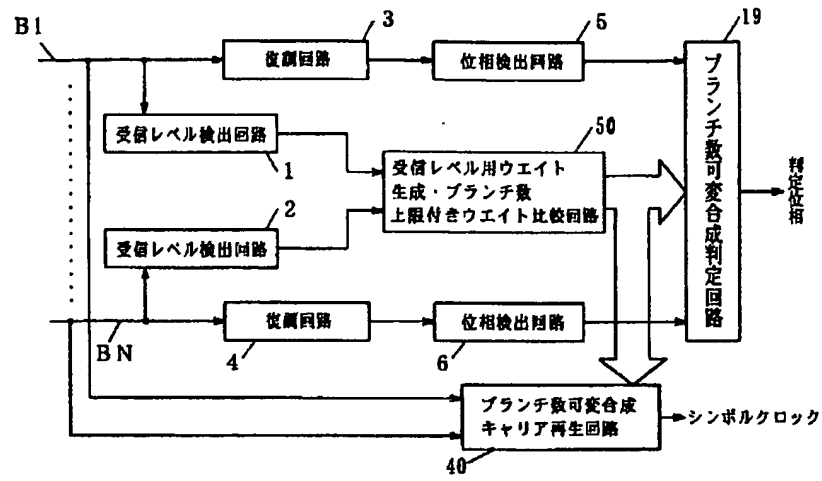 B1
3
復調回路
5
位相検出回路
19
ブランチ数可変合成判定回路
受信レベル検出回路
1
50
受信レベル用ウエイト
生成・ブランチ数
上限付きウエイト比較回路
判定位相
2
受信レベル検出回路
BN
復調回路
4
位相検出回路
6
ブランチ数可変合成
キャリア再生回路
シンボルクロック
40